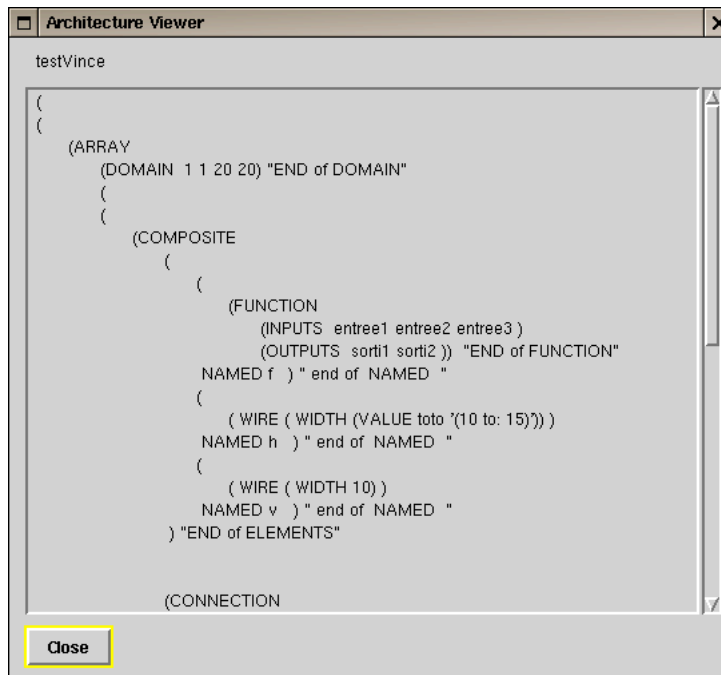 Architecture Viewer
testVince
(
(
(ARRAY
(DOMAIN  1 1 20 20) "END of DOMAIN"
(
(
(COMPOSITE
(
(
(FUNCTION
(INPUTS  entree1 entree2 entree3 )
(OUTPUTS  sorti1 sorti2 ))  "END of FUNCTION"
NAMED f   ) " end of  NAMED  "
(
( WIRE ( WIDTH (VALUE toto '(10 to: 15)')) )
NAMED h   ) " end of  NAMED  "
(
( WIRE ( WIDTH 10) )
NAMED v   ) " end of  NAMED  "
) "END of ELEMENTS"
(CONNECTION
Close